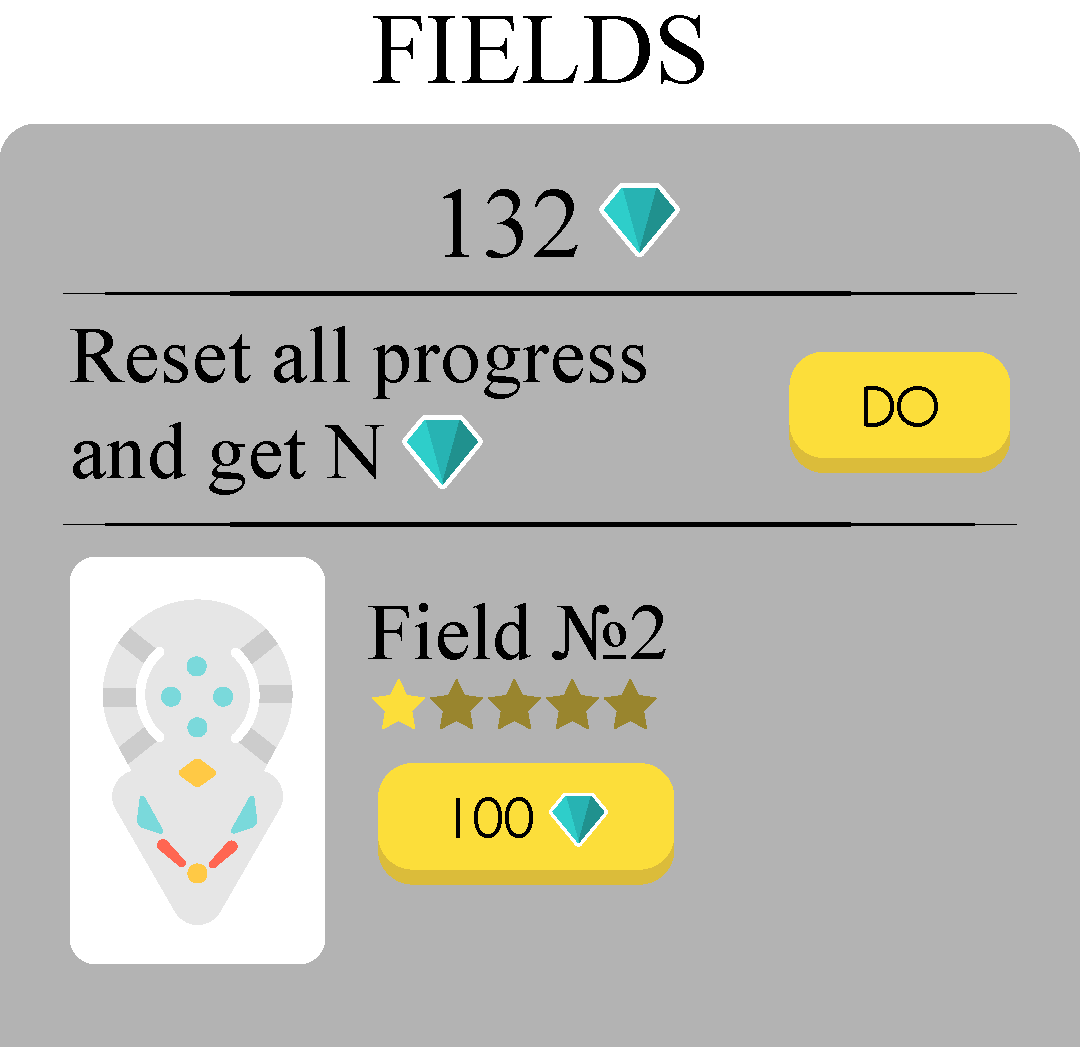 FIELDS
132
Reset all progress
and get N
DO
Field №2
100